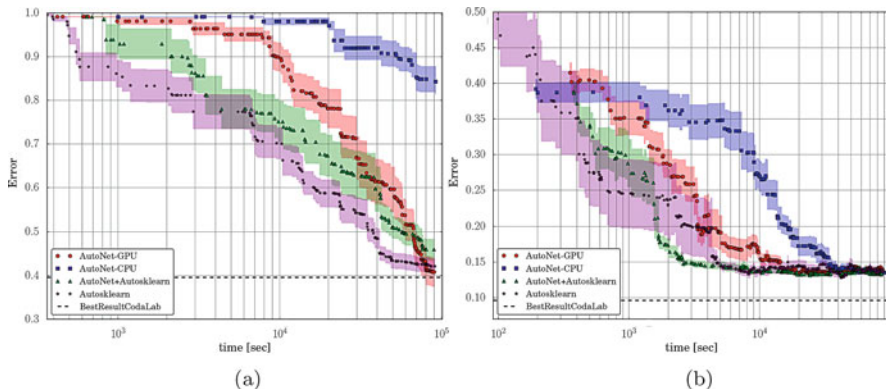 1.0
0.9
0.8
0.7
0.6
0.5
0.4
0.3
Error
AutoNet-GPU
AutoNet-CPU
AutoNet+Autosklearn
Autosklearn
BestResultCodaLab
10³
10⁴
10⁵
time [sec]
(a)
0.50
0.45
0.40
0.35
0.30
0.25
0.20
0.15
0.10
Error
AutoNet-GPU
AutoNet-CPU
AutoNet+Autosklearn
Autosklearn
BestResultCodaLab
10²
10³
10⁴
time [sec]
(b)